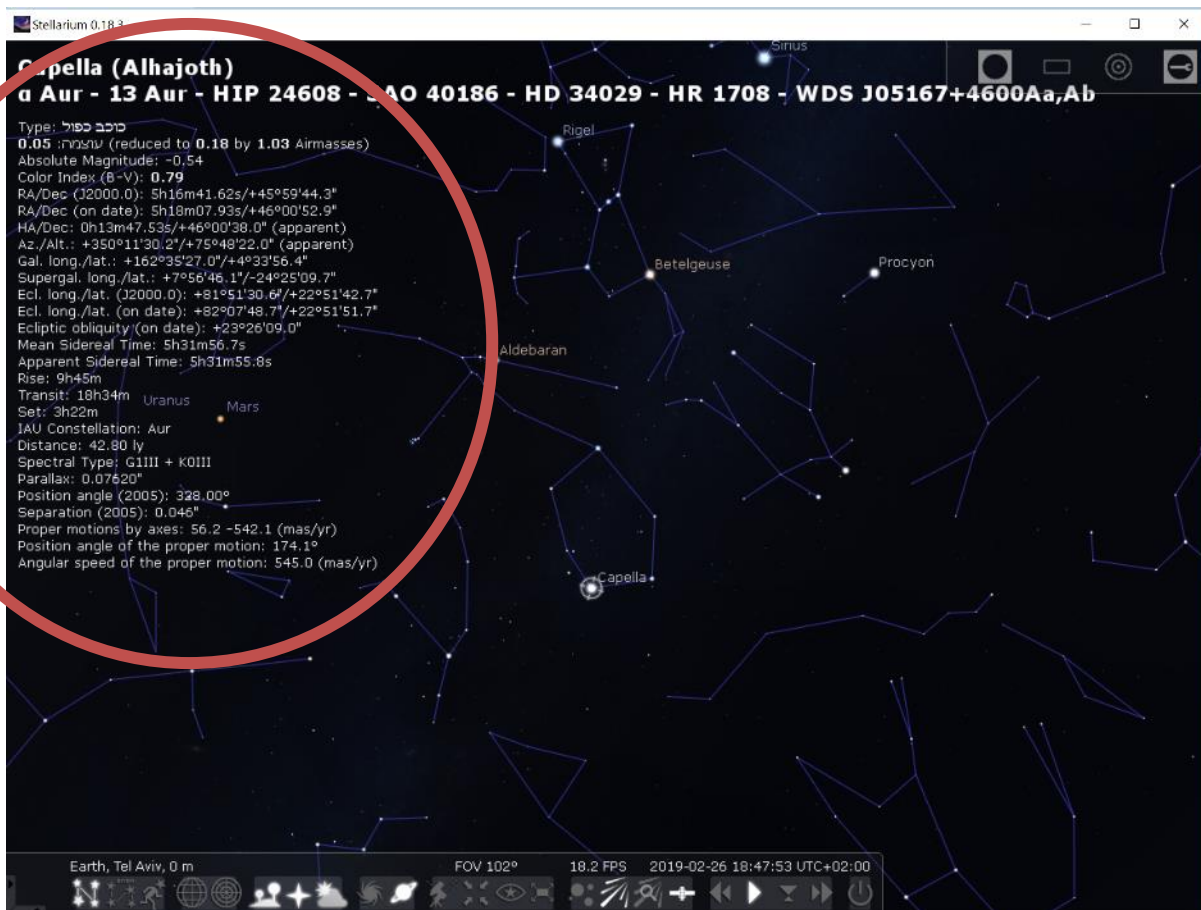 Stellarium 0.18.3
Sirius
Capella (Alhajoth)
α Aur - 13 Aur - HIP 24608 - SAO 40186 - HD 34029 - HR 1708 - WDS J05167+4600Aa,Ab
Type: כוכב כפול
עוצמה: 0.05 (reduced to 0.18 by 1.03 Airmasses)
Absolute Magnitude: -0.54
Color Index (B-V): 0.79
RA/Dec (J2000.0): 5h16m41.62s/+45°59'44.3"
RA/Dec (on date): 5h18m07.93s/+46°00'52.9"
HA/Dec: 0h13m47.53s/+46°00'38.0" (apparent)
Az./Alt.: +350°11'30.2"/+75°48'22.0" (apparent)
Gal. long./lat.: +162°35'27.0"/+4°33'56.4"
Supergal. long./lat.: +7°56'46.1"/-24°25'09.7"
Ecl. long./lat. (J2000.0): +81°51'30.6"/+22°51'42.7"
Ecl. long./lat. (on date): +82°07'48.7"/+22°51'51.7"
Ecliptic obliquity (on date): +23°26'09.0"
Mean Sidereal Time: 5h31m56.7s
Apparent Sidereal Time: 5h31m55.8s
Rise: 9h45m
Transit: 18h34m
Set: 3h22m
IAU Constellation: Aur
Distance: 42.80 ly
Spectral Type: G1III + K0III
Parallax: 0.07620"
Position angle (2005): 328.00°
Separation (2005): 0.046"
Proper motions by axes: 56.2 -542.1 (mas/yr)
Position angle of the proper motion: 174.1°
Angular speed of the proper motion: 545.0 (mas/yr)
Rigel
Betelgeuse
Procyon
Aldebaran
Uranus
Mars
Capella
Earth, Tel Aviv, 0 m FOV 102° 18.2 FPS 2019-02-26 18:47:53 UTC+02:00